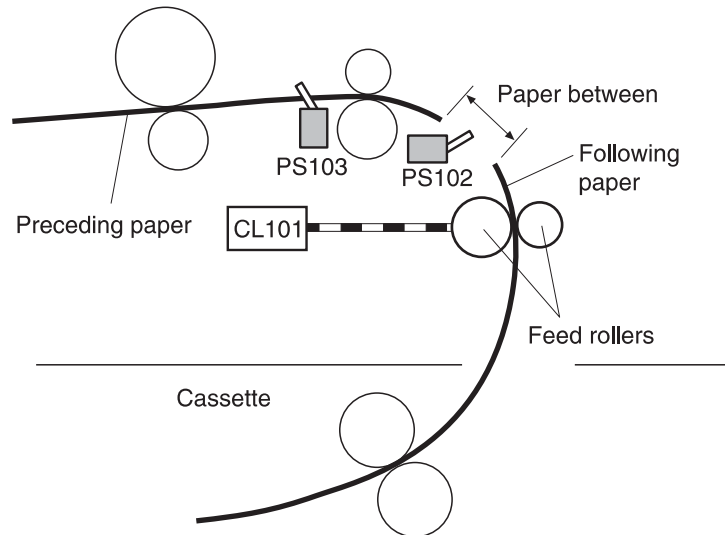 Paper between
PS103
PS102
Following
paper
Preceding paper
CL101
Feed rollers
Cassette